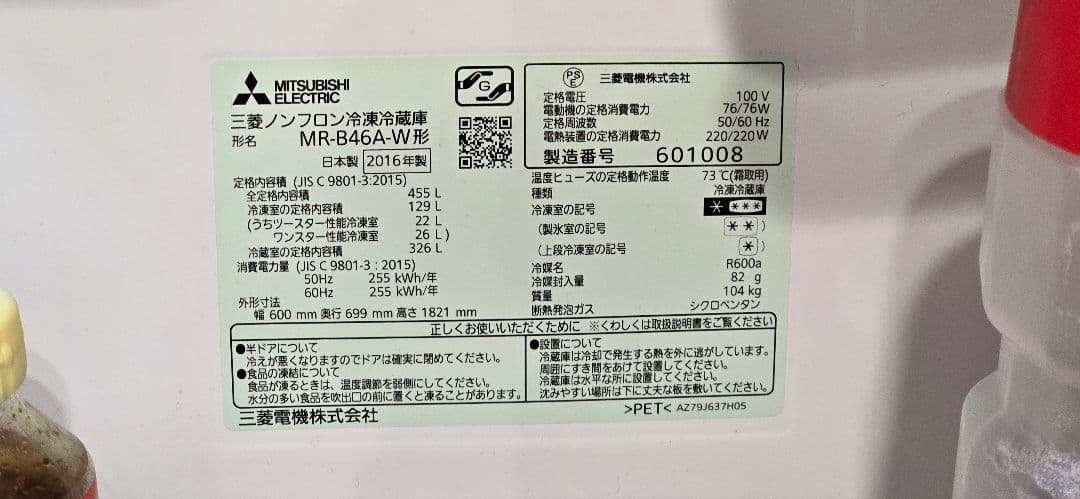 MITSUBISHI
ELECTRIC
G
三菱ノンフロン冷凍冷蔵庫
形名 MR-B46A-W形
日本製 2016年製
定格内容積 (JIS C 9801-3:2015)
全定格内容積 455 L
冷凍室の定格内容積 129 L
(うちツースター性能冷凍室 22 L
ワンスター性能冷凍室 26 L)
冷蔵室の定格内容積 326 L
消費電力量 (JIS C 9801-3:2015)
50Hz 255 kWh/年
60Hz 255 kWh/年
外形寸法
幅 600 mm 奥行 699 mm 高さ 1821 mm
PSE 三菱電機株式会社
定格電圧 100 V
電動機の定格消費電力 76/76W
定格周波数 50/60 Hz
電熱装置の定格消費電力 220/220 W
製造番号 601008
温度ヒューズの定格動作温度 73 ℃(霜取用)
種類 冷凍冷蔵庫
冷凍室の記号 * ***
(製氷室の記号 **)
(上段冷凍室の記号 *)
冷媒名 R600a
冷媒封入量 82 g
質量 104 kg
断熱発泡ガス シクロペンタン
正しくお使いいただくために ※くわしくは取扱説明書をご覧ください
●半ドアについて
冷えが悪くなりますのでドアは確実に閉めてください。
●食品の凍結について
食品が凍るときは、温度調節を弱側にしてください。
水分の多い食品を吹出口の前に置くと凍ることがあります。
●設置について
冷蔵庫は冷却で発生する熱を外に逃がしています。
周囲にすき間をあけて設置してください。
冷蔵庫は水平な所に設置してください。
沈みやすい場所は下に丈夫な板を敷いてください。
三菱電機株式会社
>PET< AZ79J637H05